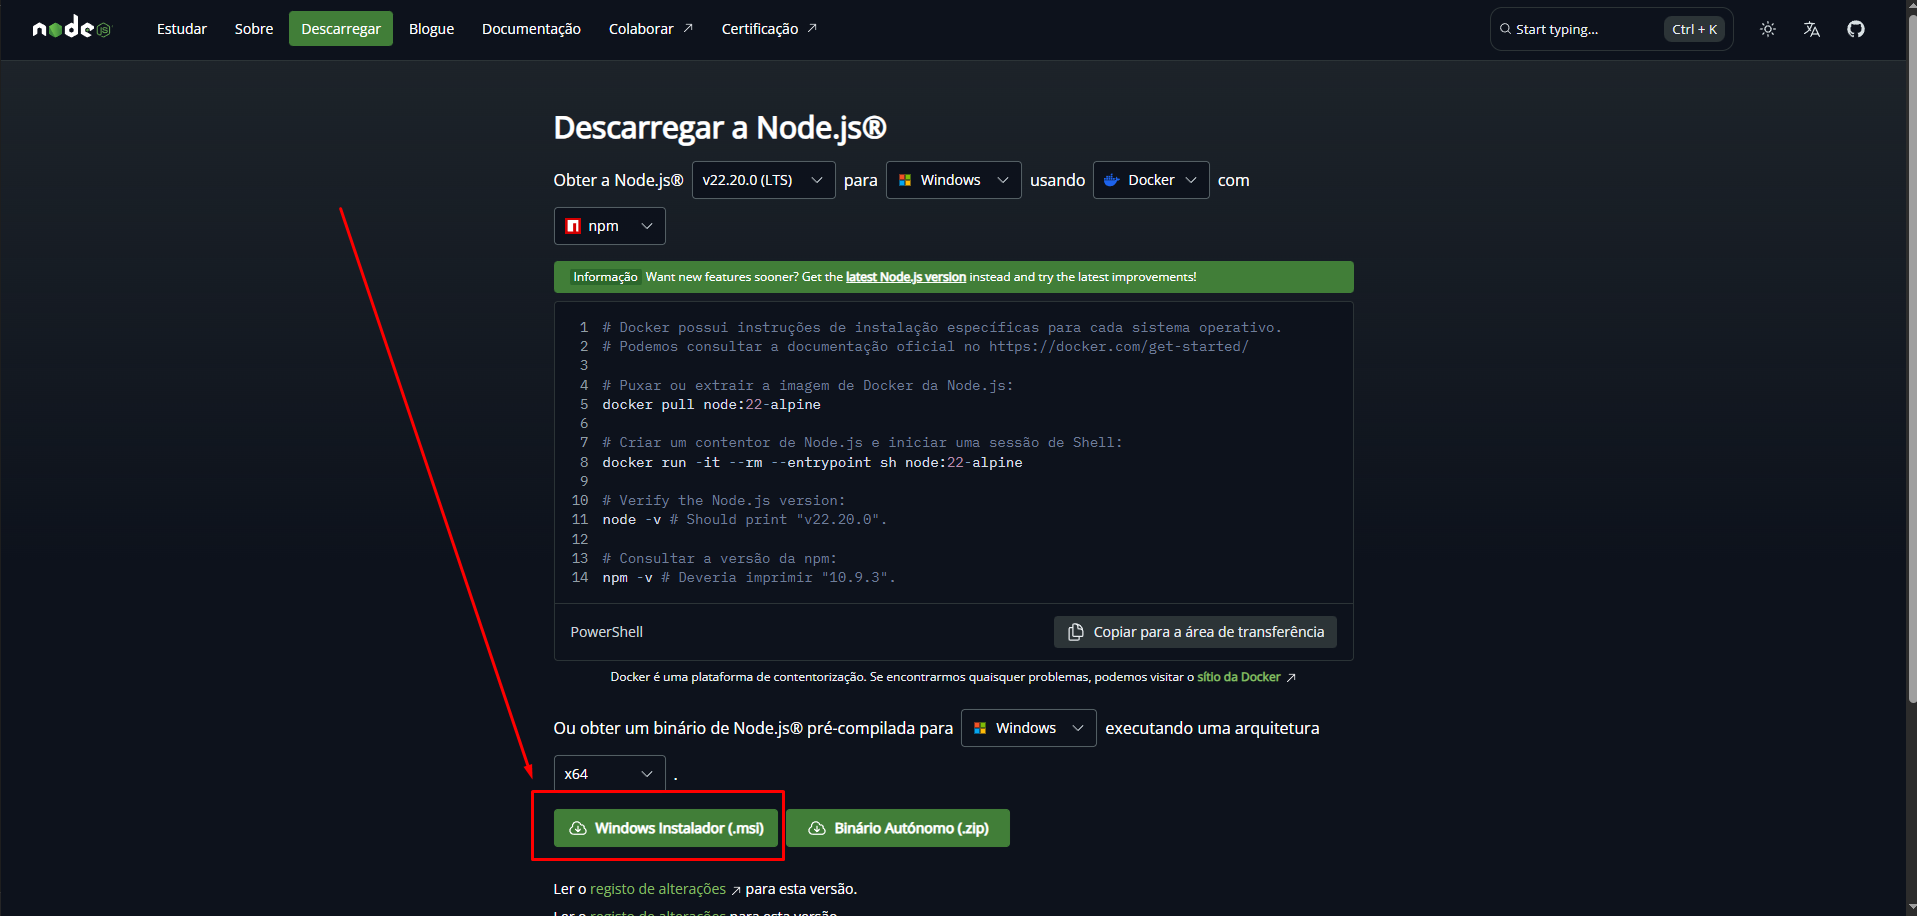 node JS
Estudar Sobre Descarregar Blogue Documentação Colaborar ↗ Certificação ↗ Start typing... Ctrl + K
Descarregar a Node.js®
Obter a Node.js® v22.20.0 (LTS) para Windows usando Docker com
npm
Informação Want new features sooner? Get the latest Node.js version instead and try the latest improvements!
1 # Docker possui instruções de instalação específicas para cada sistema operativo.
2 # Podemos consultar a documentação oficial no https://docker.com/get-started/
3
4 # Puxar ou extrair a imagem de Docker da Node.js:
5 docker pull node:22-alpine
6
7 # Criar um contentor de Node.js e iniciar uma sessão de Shell:
8 docker run -it --rm --entrypoint sh node:22-alpine
9
10 # Verify the Node.js version:
11 node -v # Should print "v22.20.0".
12
13 # Consultar a versão da npm:
14 npm -v # Deveria imprimir "10.9.3".
PowerShell Copiar para a área de transferência
Docker é uma plataforma de contentorização. Se encontrarmos quaisquer problemas, podemos visitar o sítio da Docker ↗
Ou obter um binário de Node.js® pré-compilada para Windows executando uma arquitetura
x64 .
Windows Instalador (.msi) Binário Autónomo (.zip)
Ler o registo de alterações ↗ para esta versão.
Ler o registo de alterações para esta versão